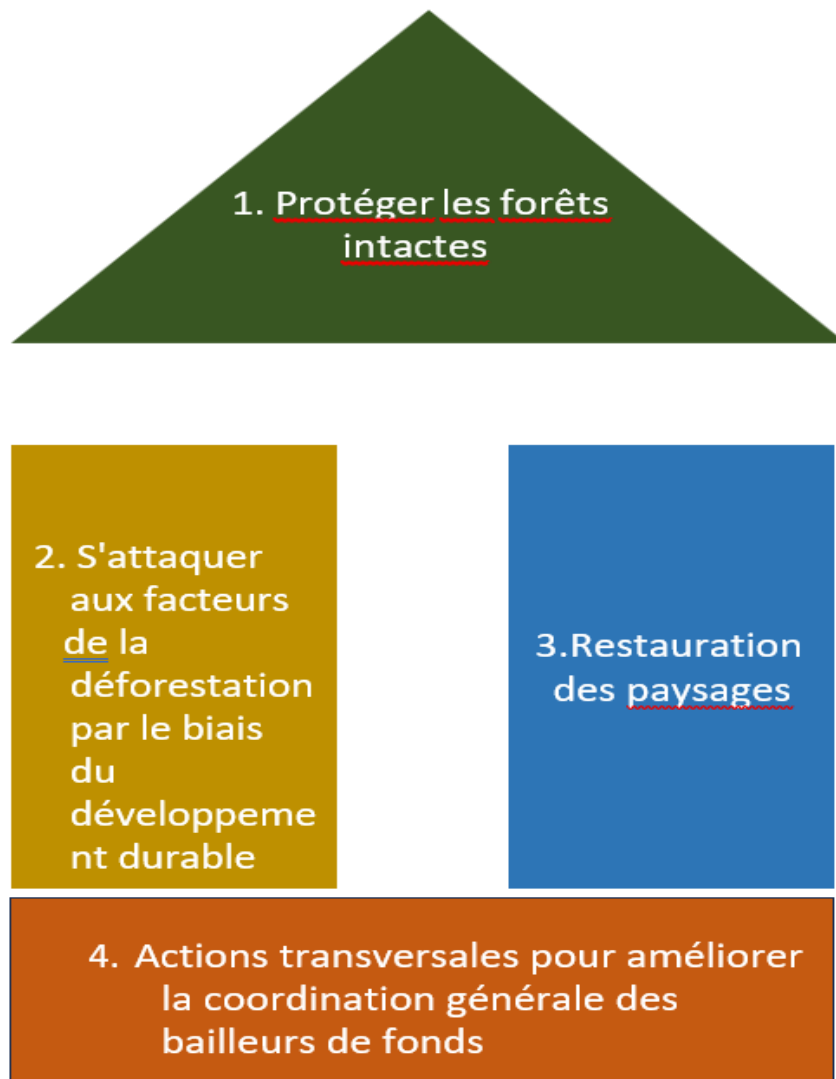 1. Protéger les forêts
intactes
2. S'attaquer
aux facteurs
de la
déforestation
par le biais
du
développeme
nt durable
3.Restauration
des paysages
4. Actions transversales pour améliorer
la coordination générale des
bailleurs de fonds